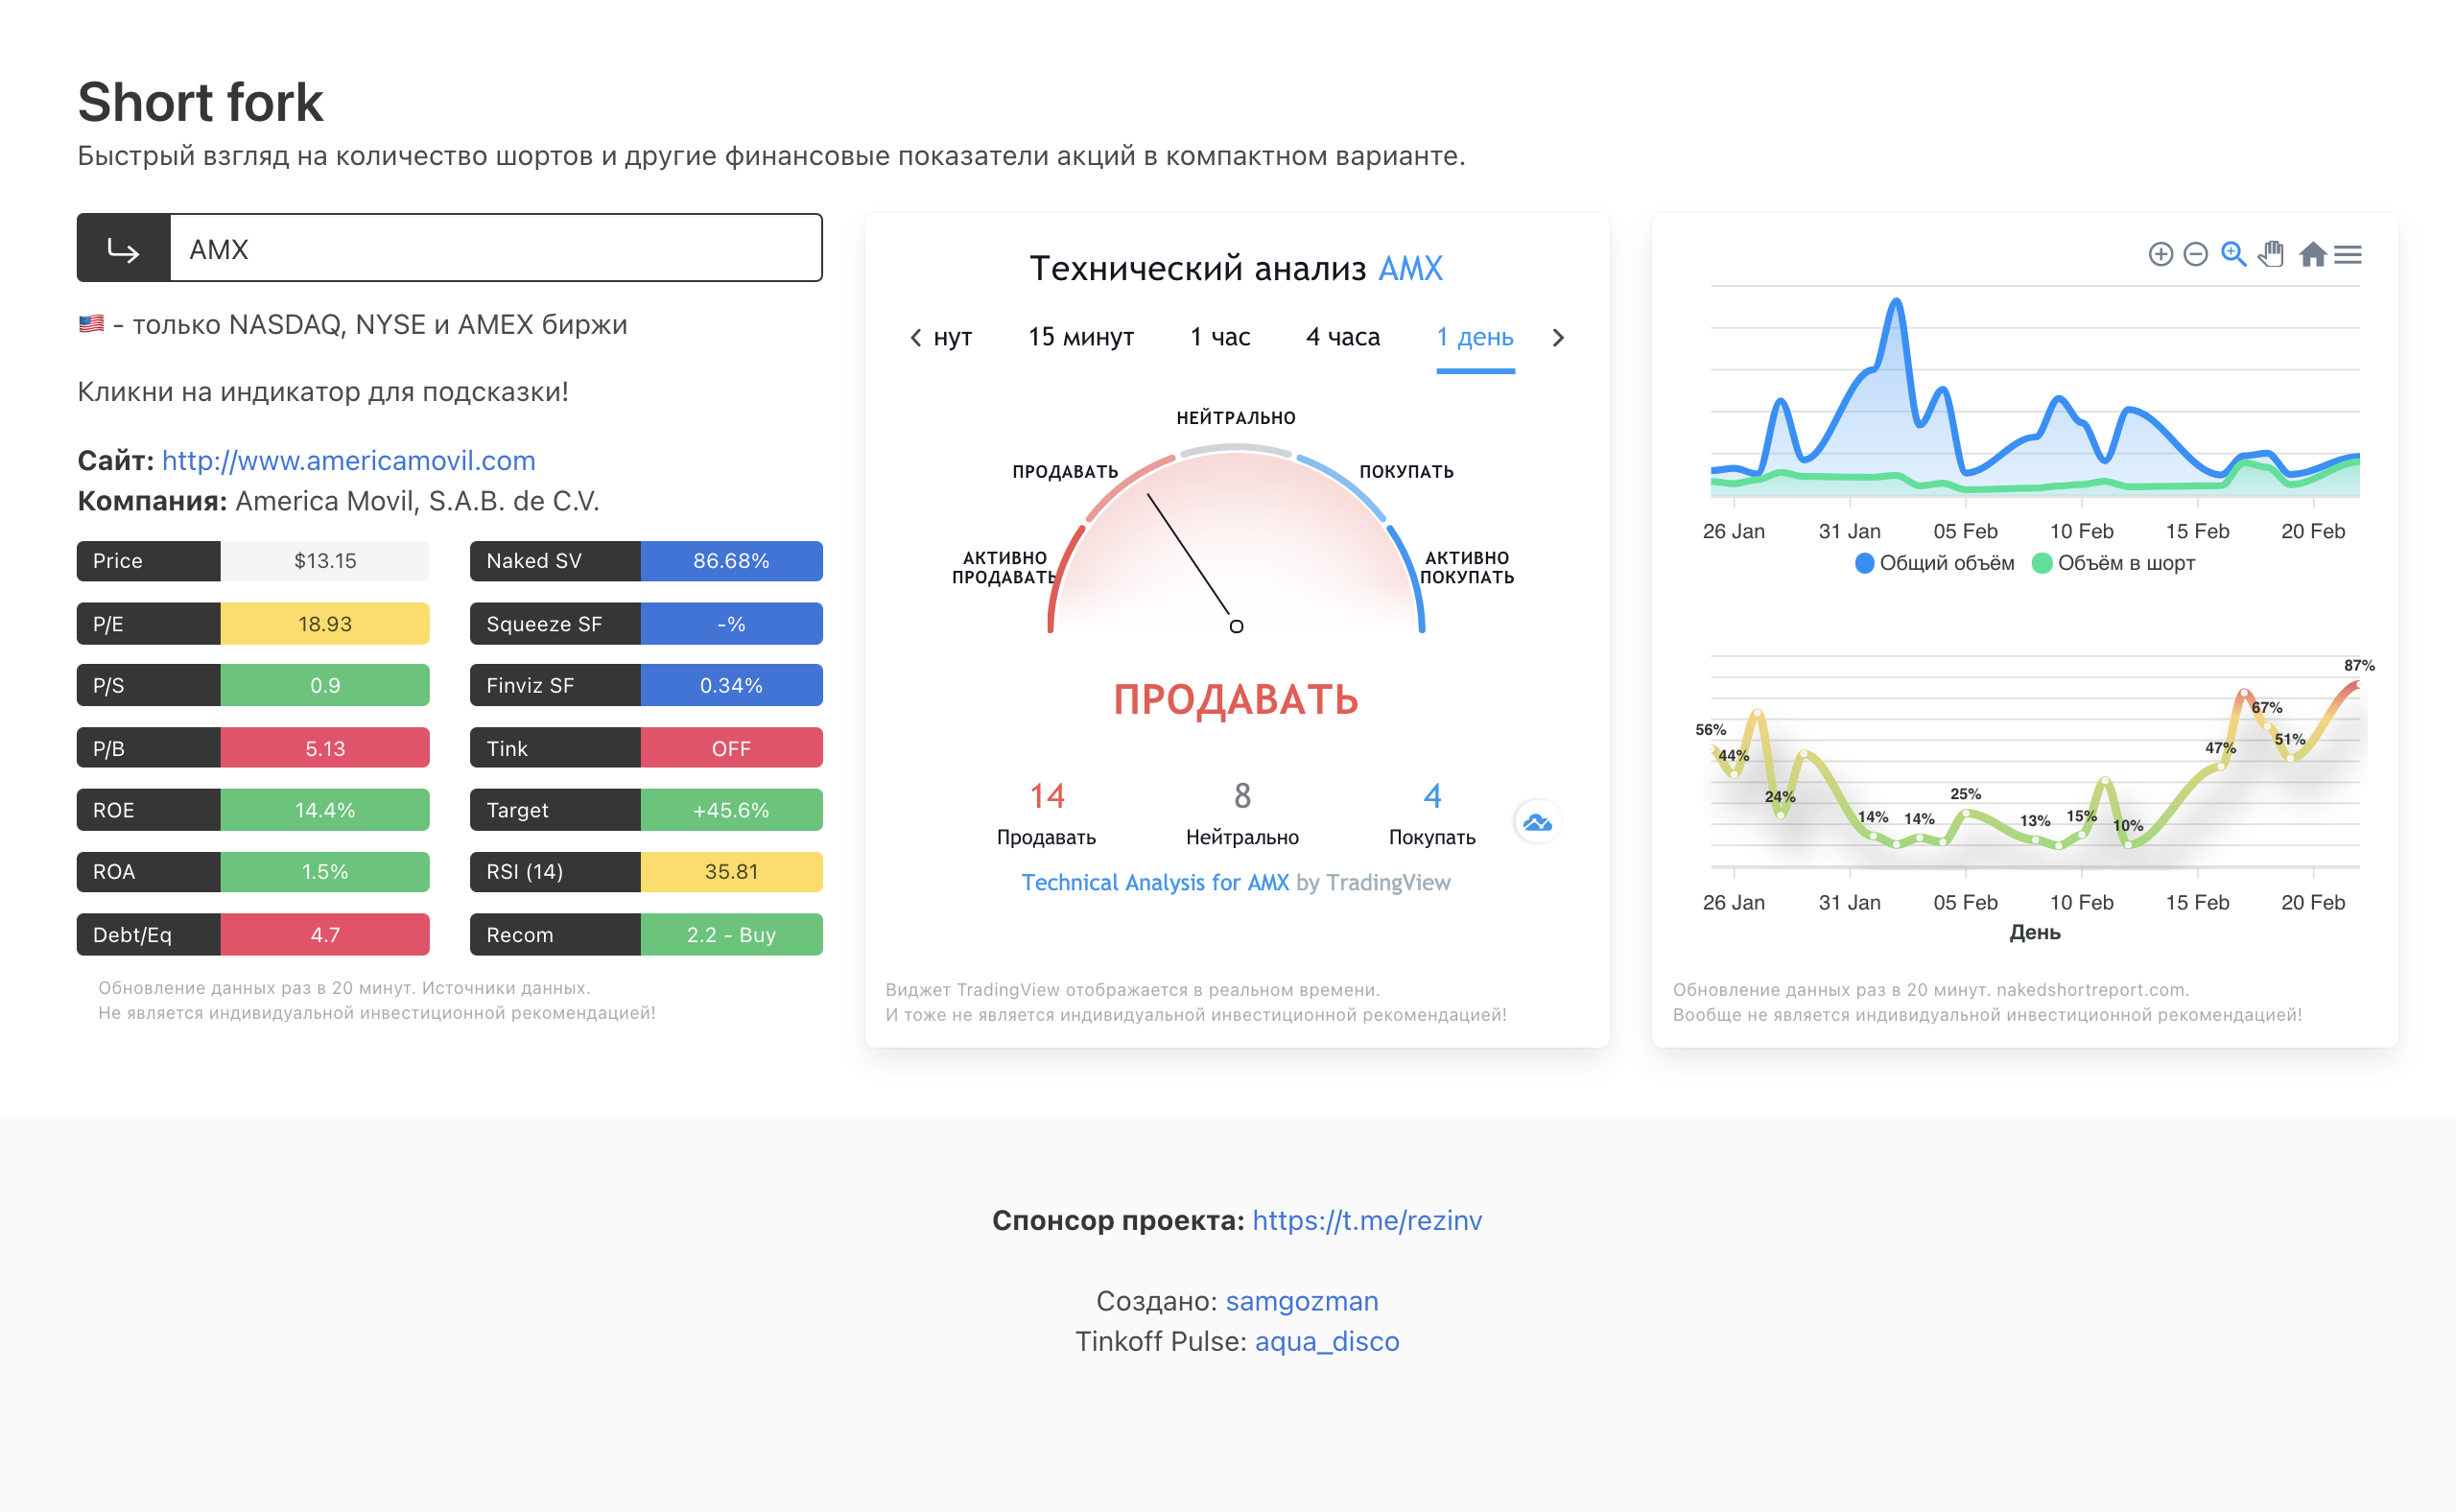 Short fork
Быстрый взгляд на количество шортов и другие финансовые показатели акций в компактном варианте.
AMX
🇺🇸 - только NASDAQ, NYSE и AMEX биржи
Кликни на индикатор для подсказки!
Сайт: http://www.americamovil.com
Компания: America Movil, S.A.B. de C.V.
Price $13.15
Naked SV 86.68%
P/E 18.93
Squeeze SF -%
P/S 0.9
Finviz SF 0.34%
P/B 5.13
Tink OFF
ROE 14.4%
Target +45.6%
ROA 1.5%
RSI (14) 35.81
Debt/Eq 4.7
Recom 2.2 - Buy
Обновление данных раз в 20 минут. Источники данных.
Не является индивидуальной инвестиционной рекомендацией!
Технический анализ AMX
нут 15 минут 1 час 4 часа 1 день
НЕЙТРАЛЬНО
ПРОДАВАТЬ ПОКУПАТЬ
АКТИВНО
ПРОДАВАТЬ
АКТИВНО
ПОКУПАТЬ
ПРОДАВАТЬ
14 8 4
Продавать Нейтрально Покупать
Technical Analysis for AMX by TradingView
Виджет TradingView отображается в реальном времени.
И тоже не является индивидуальной инвестиционной рекомендацией!
26 Jan 31 Jan 05 Feb 10 Feb 15 Feb 20 Feb
Общий объём Объём в шорт
56% 44% 24% 14% 14% 25% 13% 15% 10% 47% 67% 51% 87%
26 Jan 31 Jan 05 Feb 10 Feb 15 Feb 20 Feb
День
Обновление данных раз в 20 минут. nakedshortreport.com.
Вообще не является индивидуальной инвестиционной рекомендацией!
Спонсор проекта: https://t.me/rezinv
Создано: samgozman
Tinkoff Pulse: aqua_disco